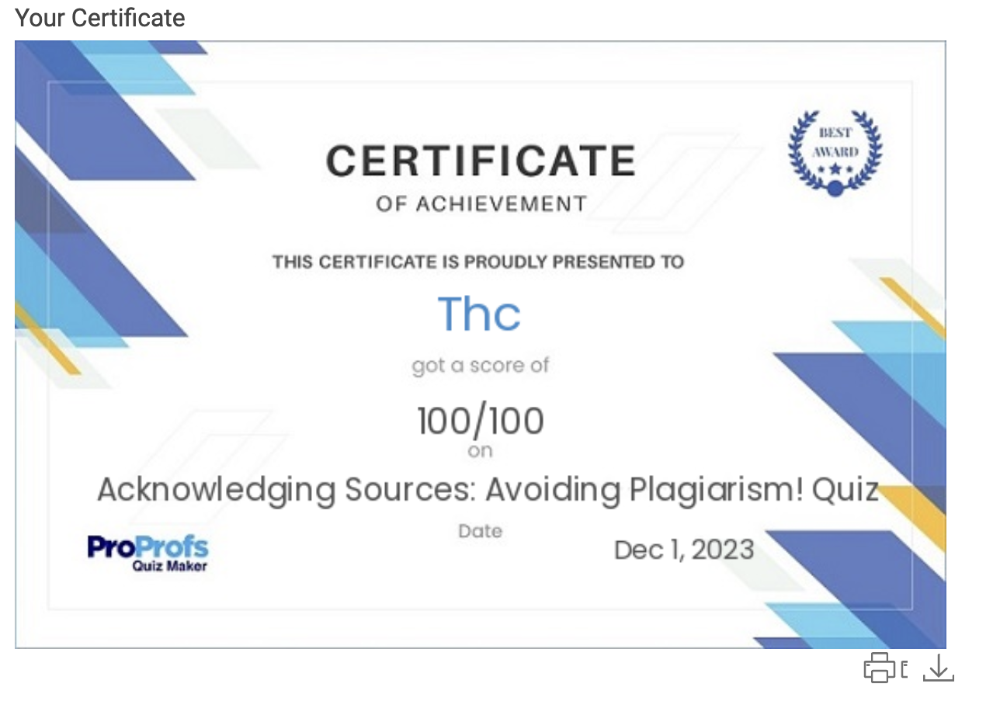 Your Certificate
BEST
AWARD
CERTIFICATE
OF ACHIEVEMENT
THIS CERTIFICATE IS PROUDLY PRESENTED TO
Thc
got a score of
100/100
on
Acknowledging Sources: Avoiding Plagiarism! Quiz
Date
Dec 1, 2023
ProProfs
Quiz Maker